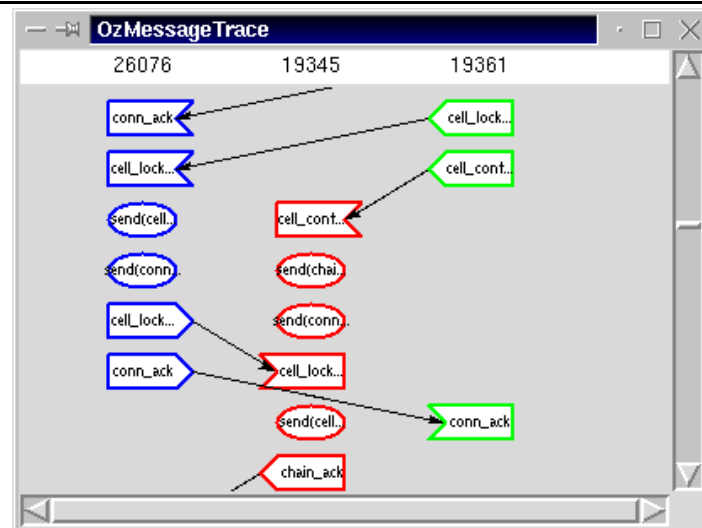 OzMessageTrace
26076 19345 19361
conn_ack cell_lock...
cell_lock... cell_cont...
send(cell.. cell_cont...
send(conn,. send(chai..
cell_lock... send(conn,..
conn_ack cell_lock...
send(cell.. conn_ack
chain_ack